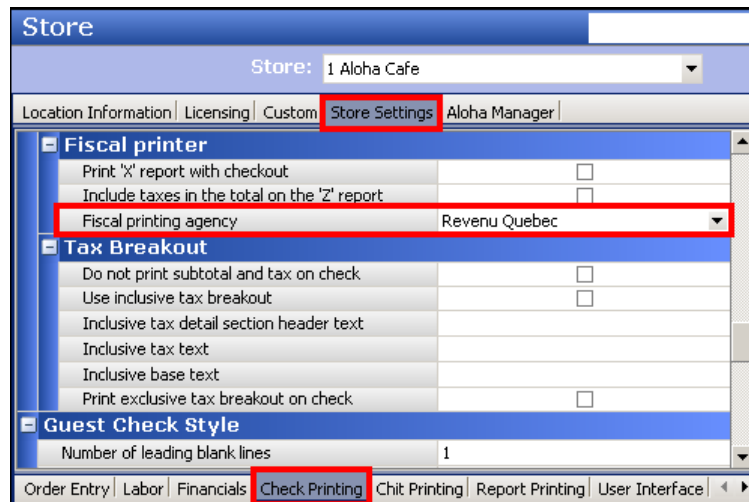 Store
Store: 1 Aloha Cafe
Location Information Licensing Custom Store Settings Aloha Manager
Fiscal printer
Print 'X' report with checkout
Include taxes in the total on the 'Z' report
Fiscal printing agency Revenu Quebec
Tax Breakout
Do not print subtotal and tax on check
Use inclusive tax breakout
Inclusive tax detail section header text
Inclusive tax text
Inclusive base text
Print exclusive tax breakout on check
Guest Check Style
Number of leading blank lines 1
Order Entry Labor Financials Check Printing Chit Printing Report Printing User Interface